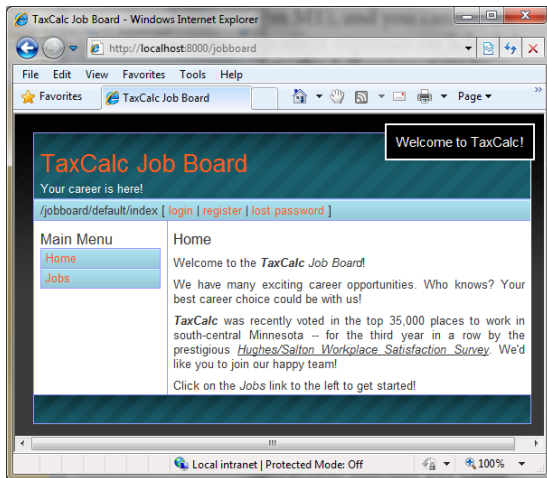 TaxCalc Job Board - Windows Internet Explorer
http://localhost:8000/jobboard
File Edit View Favorites Tools Help
Favorites TaxCalc Job Board Page
Welcome to TaxCalc!
TaxCalc Job Board
Your career is here!
/jobboard/default/index [ login | register | lost password ]
Main Menu
Home
Jobs
Home
Welcome to the TaxCalc Job Board!
We have many exciting career opportunities. Who knows? Your
best career choice could be with us!
TaxCalc was recently voted in the top 35,000 places to work in
south-central Minnesota -- for the third year in a row by the
prestigious Hughes/Salton Workplace Satisfaction Survey. We'd
like you to join our happy team!
Click on the Jobs link to the left to get started!
Local intranet | Protected Mode: Off 100%